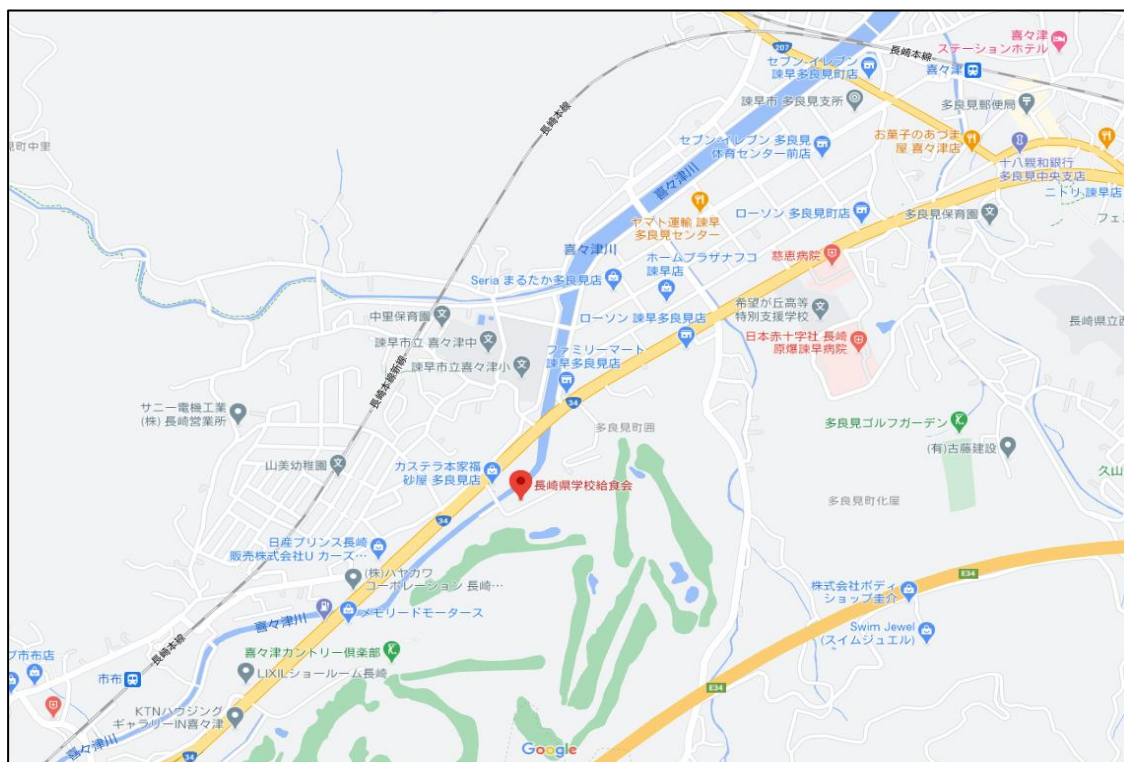 喜々津
ステーションホテル
長崎本線
207
セブン-イレブン
諫早多良見町店
喜々津
諫早市 多良見支所
多良見郵便局
長崎本線新線
セブン-イレブン 多良見
体育センター前店
お菓子のあづま
屋 喜々津店
十八親和銀行
多良見中央支店
見町中里
喜々津川
ニトリ 諫早店
ヤマト運輸 諫早
多良見センター
ローソン 多良見町店
多良見保育園
フェ
喜々津川
ホームプラザナフコ
諫早店
慈恵病院
Seria まるたか多良見店
中里保育園
ローソン 諫早多良見店
希望が丘高等
特別支援学校
長崎県立西
諫早市立 喜々津中
日本赤十字社 長崎
原爆諫早病院
ファミリーマート
諫早多良見店
諫早市立喜々津小
長崎本線新線
34
サニー電機工業
(株) 長崎営業所
多良見町囲
多良見ゴルフガーデン
(有)古藤建設
山美幼稚園
カステラ本家福
砂屋 多良見店
久山
長崎県学校給食会
多良見町化屋
34
日産プリンス長崎
販売株式会社U カーズ…
(株)ハヤカワ
コーポレーション 長崎…
E34
株式会社ボディ
ショップ圭介
喜々津川
メモリードモータース
Swim Jewel
(スイムジュエル)
長崎本線
喜々津カントリー倶楽部
ブ市布店
LIXILショールーム長崎
市布
E34
KTNハウジング
ギャラリーIN喜々津
喜々津川
34
Google